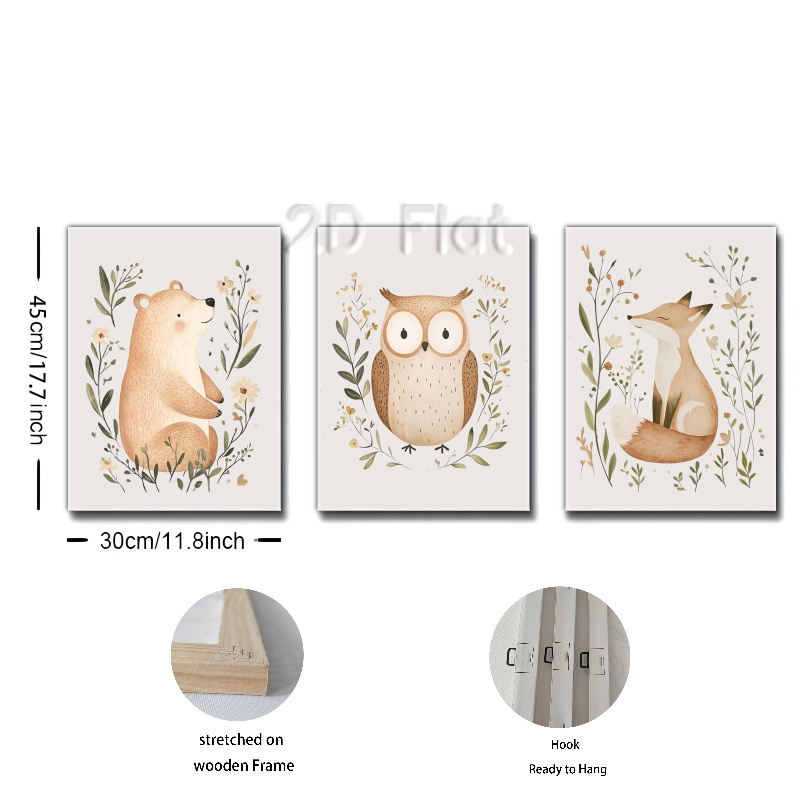 2D Flat
45cm/17.7inch
30cm/11.8inch
stretched on
wooden Frame
Hook
Ready to Hang